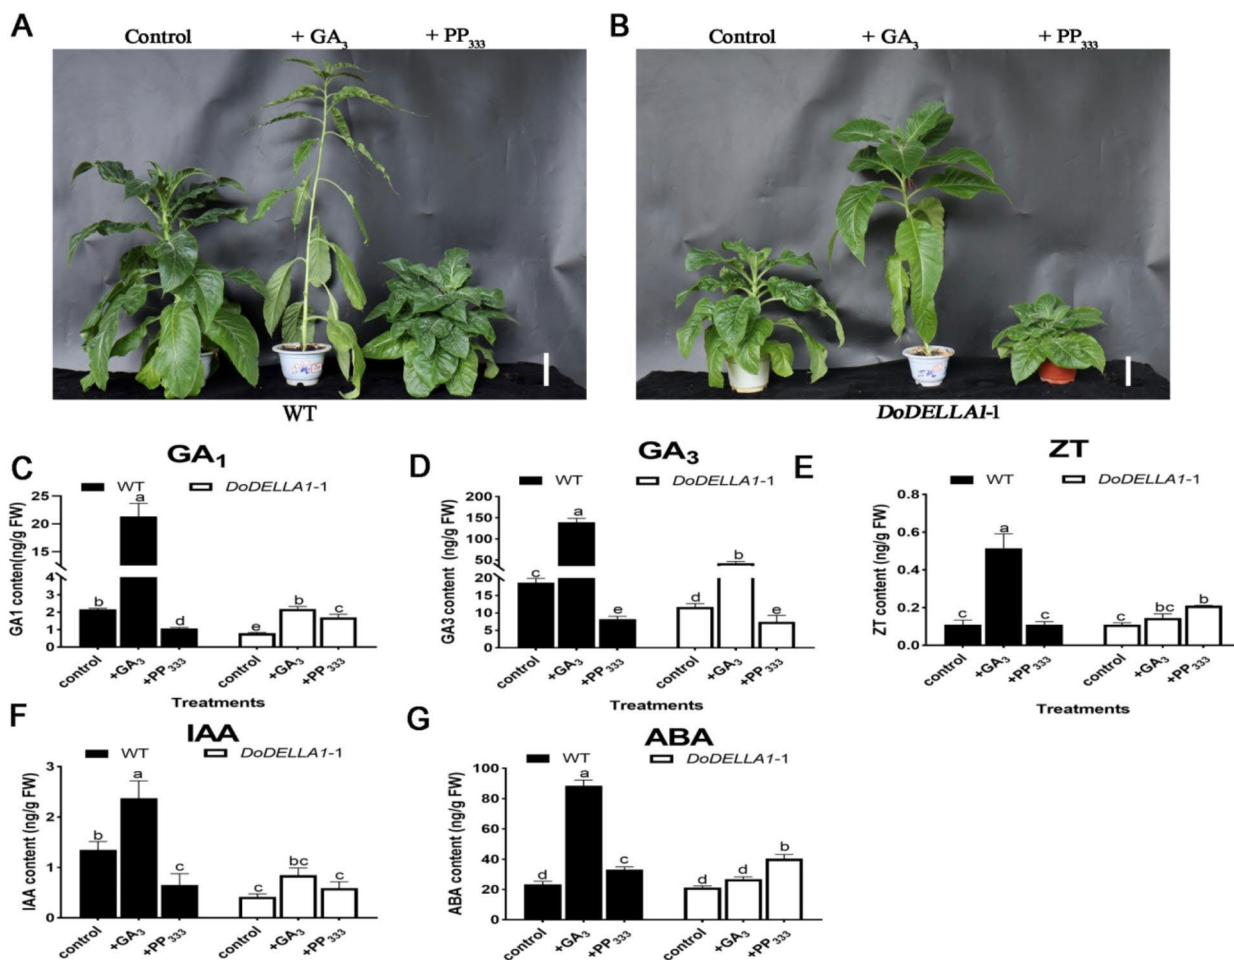 A
Control + GA3 + PP333
WT
B
Control + GA3 + PP333
DoDELLA1-1
C
GA1
WT DoDELLA1-1
GA1 conten(ng/g FW)
25
20
15
10
4
3
2
1
0
b a d e b c
control +GA3 +PP333 control +GA3 +PP333
Treatments
D
GA3
WT DoDELLA1-1
GA3 content (ng/g FW)
200
150
100
50
20
15
10
5
0
c a e d b e
control +GA3 +PP333 control +GA3 +PP333
Treatments
E
ZT
WT DoDELLA1-1
ZT content (ng/g FW)
0.8
0.6
0.4
0.2
0.0
c a c c bc b
control +GA3 +PP333 control +GA3 +PP333
Treatments
F
IAA
WT DoDELLA1-1
IAA content (ng/g FW)
3
2
1
0
b a c c bc c
control +GA3 +PP333 control +GA3 +PP333
G
ABA
WT DoDELLA1-1
ABA content (ng/g FW)
100
80
60
40
20
0
d a c d d b
control +GA3 +PP333 control +GA3 +PP333